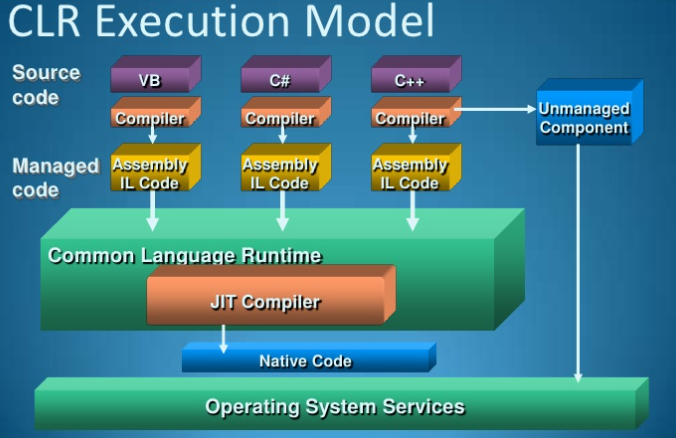 CLR Execution Model
Source
code
VB
C#
C++
Compiler
Compiler
Compiler
Unmanaged
Component
Managed
code
Assembly
IL Code
Assembly
IL Code
Assembly
IL Code
Common Language Runtime
JIT Compiler
Native Code
Operating System Services